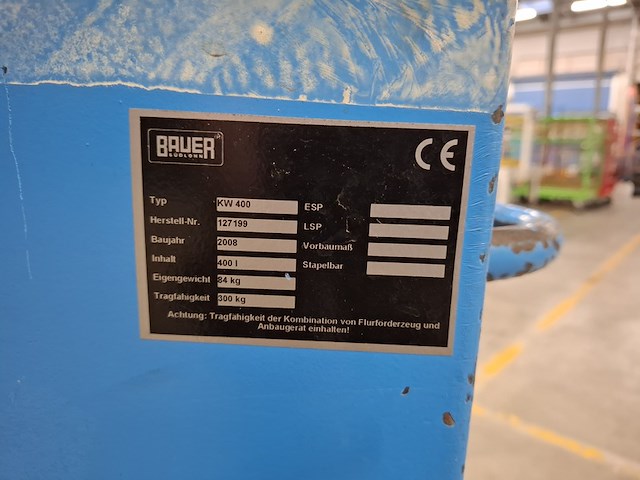 BAUER
SÜDLOHN
CE
Typ KW 400
Herstell-Nr. 127199
Baujahr 2008
Inhalt 400 l
Eigengewicht 84 kg
Tragfähigkeit 300 kg
ESP
LSP
Vorbaumaß
Stapelbar
Achtung: Tragfähigkeit der Kombination von Flurförderzeug und
Anbaugerät einhalten!